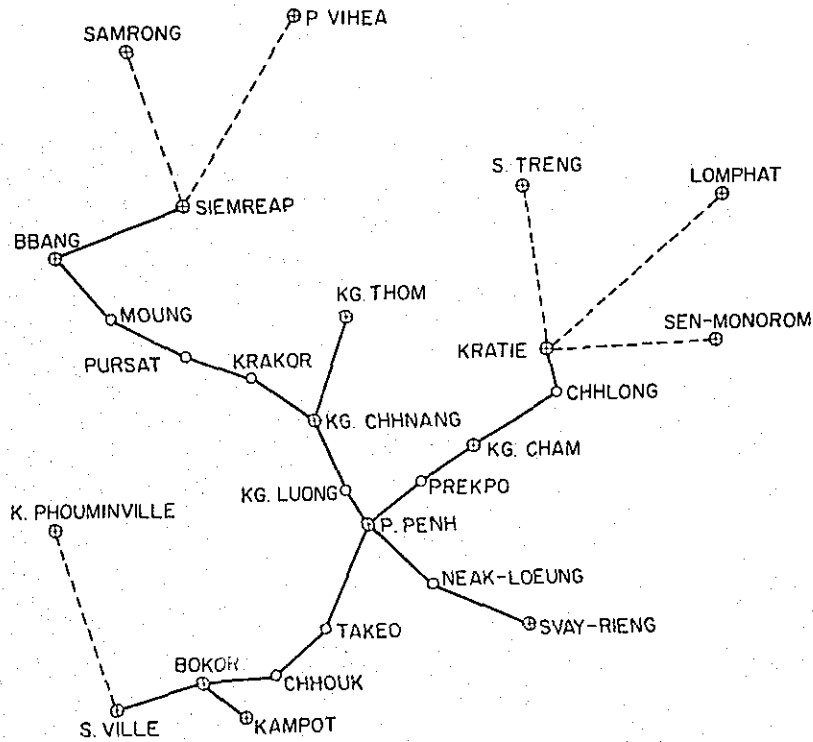 P. VIHEA
SAMRONG
S. TRENG
LOMPHAT
SIEMREAP
BBANG
KG. THOM
MOUNG
SEN-MONOROM
KRATIE
PURSAT
KRAKOR
CHHLONG
KG. CHHNANG
KG. CHAM
KG. LUONG
PREKPO
K. PHOUMINVILLE
P. PENH
NEAK-LOEUNG
TAKEO
SVAY-RIENG
BOKOR
CHHOUK
S. VILLE
KAMPOT